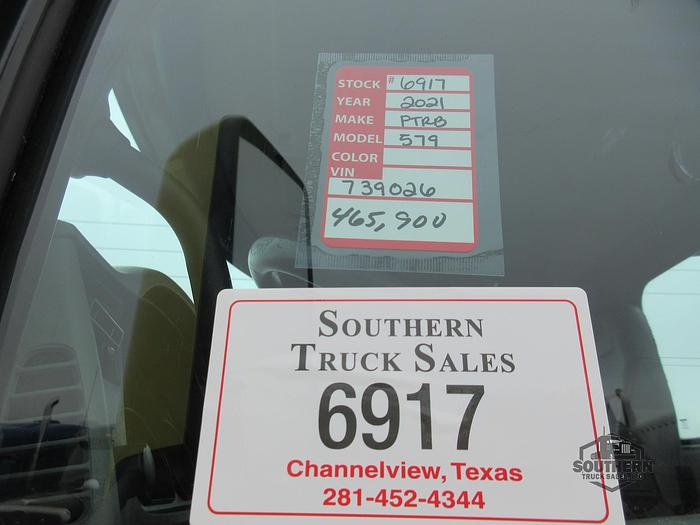 STOCK # 6917
YEAR 2021
MAKE PTRB
MODEL 579
COLOR
VIN
739026
465,900
SOUTHERN
TRUCK SALES
6917
Channelview, Texas
281-452-4344
SOUTHERN
TRUCK SALES